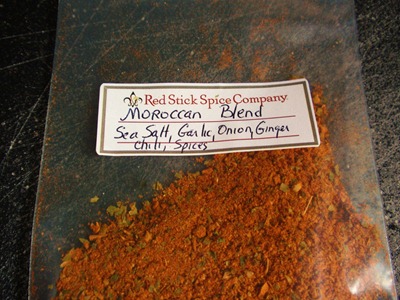 Red Stick Spice Company
Moroccan Blend
Sea Salt, Garlic, Onion, Ginger
Chili, Spices